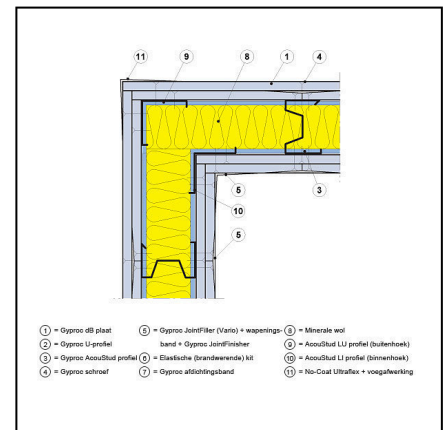 11
9
8
1
4
5
3
10
5
1 = Gyproc dB plaat
2 = Gyproc U-profiel
3 = Gyproc AcouStud profiel
4 = Gyproc schroef
5 = Gyproc JointFiller (Vario) + wapenings-
band + Gyproc JointFinisher
6 = Elastische (brandwerende) kit
7 = Gyproc afdichtingsband
8 = Minerale wol
9 = AcouStud LU profiel (buitenhoek)
10 = AcouStud LI profiel (binnenhoek)
11 = No-Coat Ultraflex + voegafwerking